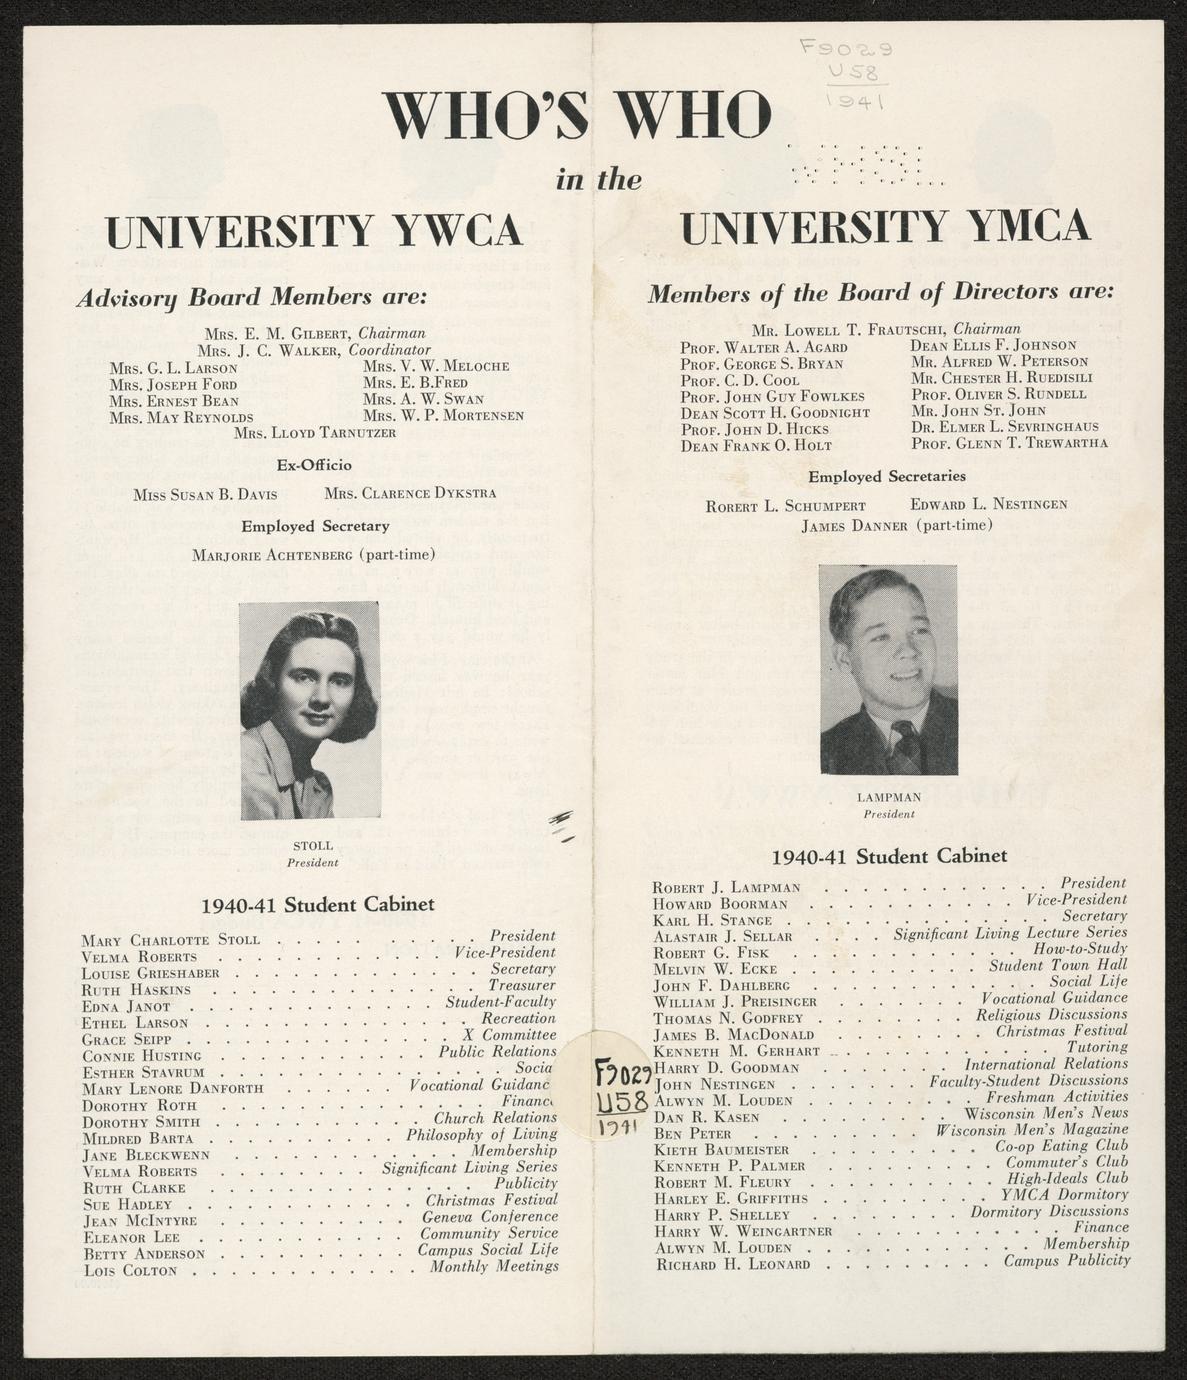 F9029
U58
1941
WHO'S WHO
in the
UNIVERSITY YWCA
Advisory Board Members are:
Mrs. E. M. Gilbert, Chairman
Mrs. J. C. Walker, Coordinator
Mrs. G. L. Larson Mrs. V. W. Meloche
Mrs. Joseph Ford Mrs. E. B.Fred
Mrs. Ernest Bean Mrs. A. W. Swan
Mrs. May Reynolds Mrs. W. P. Mortensen
Mrs. Lloyd Tarnutzer
Ex-Officio
Miss Susan B. Davis Mrs. Clarence Dykstra
Employed Secretary
Marjorie Achtenberg (part-time)
STOLL
President
1940-41 Student Cabinet
Mary Charlotte Stoll . . . . . . . . . . President
Velma Roberts . . . . . . . . . . . Vice-President
Louise Grieshaber . . . . . . . . . . . Secretary
Ruth Haskins . . . . . . . . . . . . Treasurer
Edna Janot . . . . . . . . . . . Student-Faculty
Ethel Larson . . . . . . . . . . . . Recreation
Grace Seipp . . . . . . . . . . . . X Committee
Connie Husting . . . . . . . . . . Public Relations
Esther Stavrum . . . . . . . . . . . . . Socia
Mary Lenore Danforth . . . . . . . Vocational Guidanc
Dorothy Roth . . . . . . . . . . . . . Financ
Dorothy Smith . . . . . . . . . . Church Relations
Mildred Barta . . . . . . . . . Philosophy of Living
Jane Bleckwenn . . . . . . . . . . . Membership
Velma Roberts . . . . . . . . Significant Living Series
Ruth Clarke . . . . . . . . . . . . . Publicity
Sue Hadley . . . . . . . . . . . Christmas Festival
Jean McIntyre . . . . . . . . . Geneva Conference
Eleanor Lee . . . . . . . . . . Community Service
Betty Anderson . . . . . . . . . Campus Social Life
Lois Colton . . . . . . . . . . . Monthly Meetings
UNIVERSITY YMCA
Members of the Board of Directors are:
Mr. Lowell T. Frautschi, Chairman
Prof. Walter A. Agard Dean Ellis F. Johnson
Prof. George S. Bryan Mr. Alfred W. Peterson
Prof. C. D. Cool Mr. Chester H. Ruedisili
Prof. John Guy Fowlkes Prof. Oliver S. Rundell
Dean Scott H. Goodnight Mr. John St. John
Prof. John D. Hicks Dr. Elmer L. Sevringhaus
Dean Frank O. Holt Prof. Glenn T. Trewartha
Employed Secretaries
Rorert L. Schumpert Edward L. Nestingen
James Danner (part-time)
LAMPMAN
President
1940-41 Student Cabinet
Robert J. Lampman . . . . . . . . . . . . President
Howard Boorman . . . . . . . . . . . Vice-President
Karl H. Stange . . . . . . . . . . . . . Secretary
Alastair J. Sellar . . . . Significant Living Lecture Series
Robert G. Fisk . . . . . . . . . . . How-to-Study
Melvin W. Ecke . . . . . . . . . . Student Town Hall
John F. Dahlberg . . . . . . . . . . . . Social Life
William J. Preisinger . . . . . . . Vocational Guidance
Thomas N. Godfrey . . . . . . . . Religious Discussions
James B. MacDonald . . . . . . . . Christmas Festival
Kenneth M. Gerhart . . . . . . . . . . . . Tutoring
Harry D. Goodman . . . . . . . International Relations
John Nestingen . . . . . . . Faculty-Student Discussions
Alwyn M. Louden . . . . . . . . . Freshman Activities
Dan R. Kasen . . . . . . . . . Wisconsin Men's News
Ben Peter . . . . . . . . . Wisconsin Men's Magazine
Kieth Baumeister . . . . . . . . . Co-op Eating Club
Kenneth P. Palmer . . . . . . . . . Commuter's Club
Robert M. Fleury . . . . . . . . . . High-Ideals Club
Harley E. Griffiths . . . . . . . . . YMCA Dormitory
Harry P. Shelley . . . . . . . . Dormitory Discussions
Harry W. Weingartner . . . . . . . . . . . Finance
Alwyn M. Louden . . . . . . . . . . . . Membership
Richard H. Leonard . . . . . . . . . Campus Publicity
F9029
U58
1941